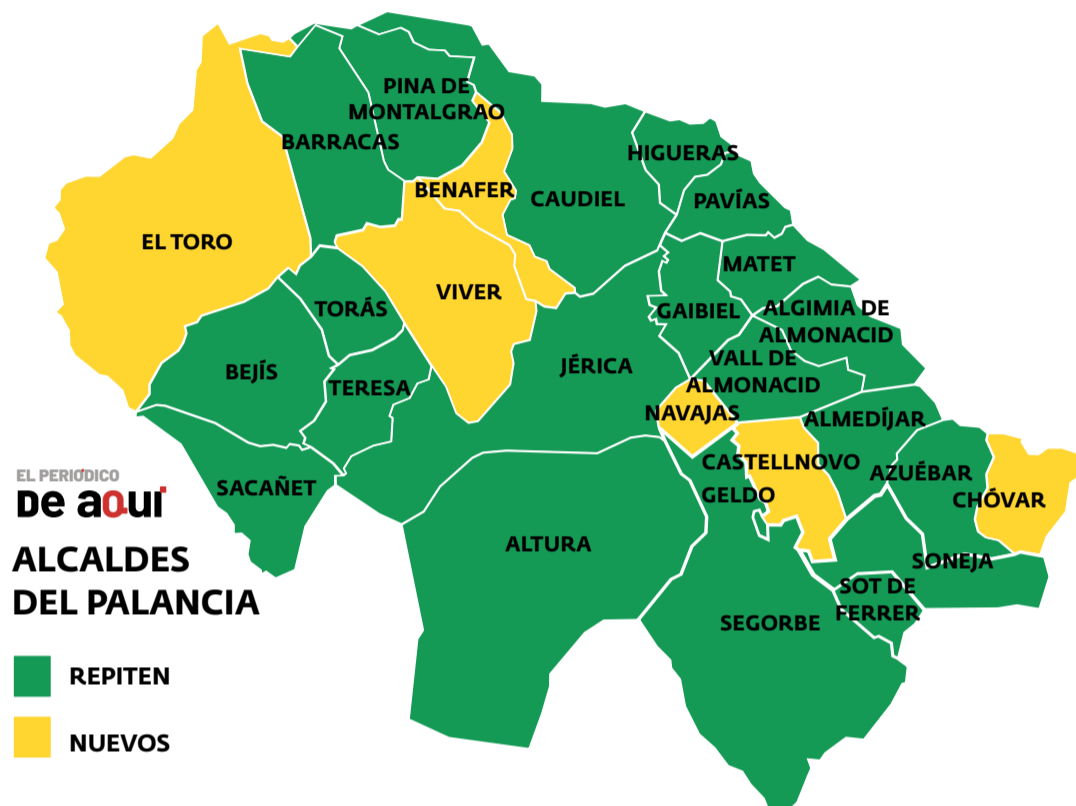 PINA DE
MONTALGRAO
BARRACAS
HIGUERAS
BENAFER
CAUDIEL
PAVÍAS
EL TORO
MATET
VIVER
TORÁS
GAIBIEL
ALGIMIA DE
ALMONACID
JÉRICA
VALL DE
ALMONACID
BEJÍS
TERESA
NAVAJAS
ALMEDÍJAR
CASTELLNOVO
AZUÉBAR
SACAÑET
GELDO
CHÓVAR
ALTURA
SONEJA
SOT DE
FERRER
SEGORBE
EL PERIÓDICO
DE AQUÍ
ALCALDES
DEL PALANCIA
REPITEN
NUEVOS